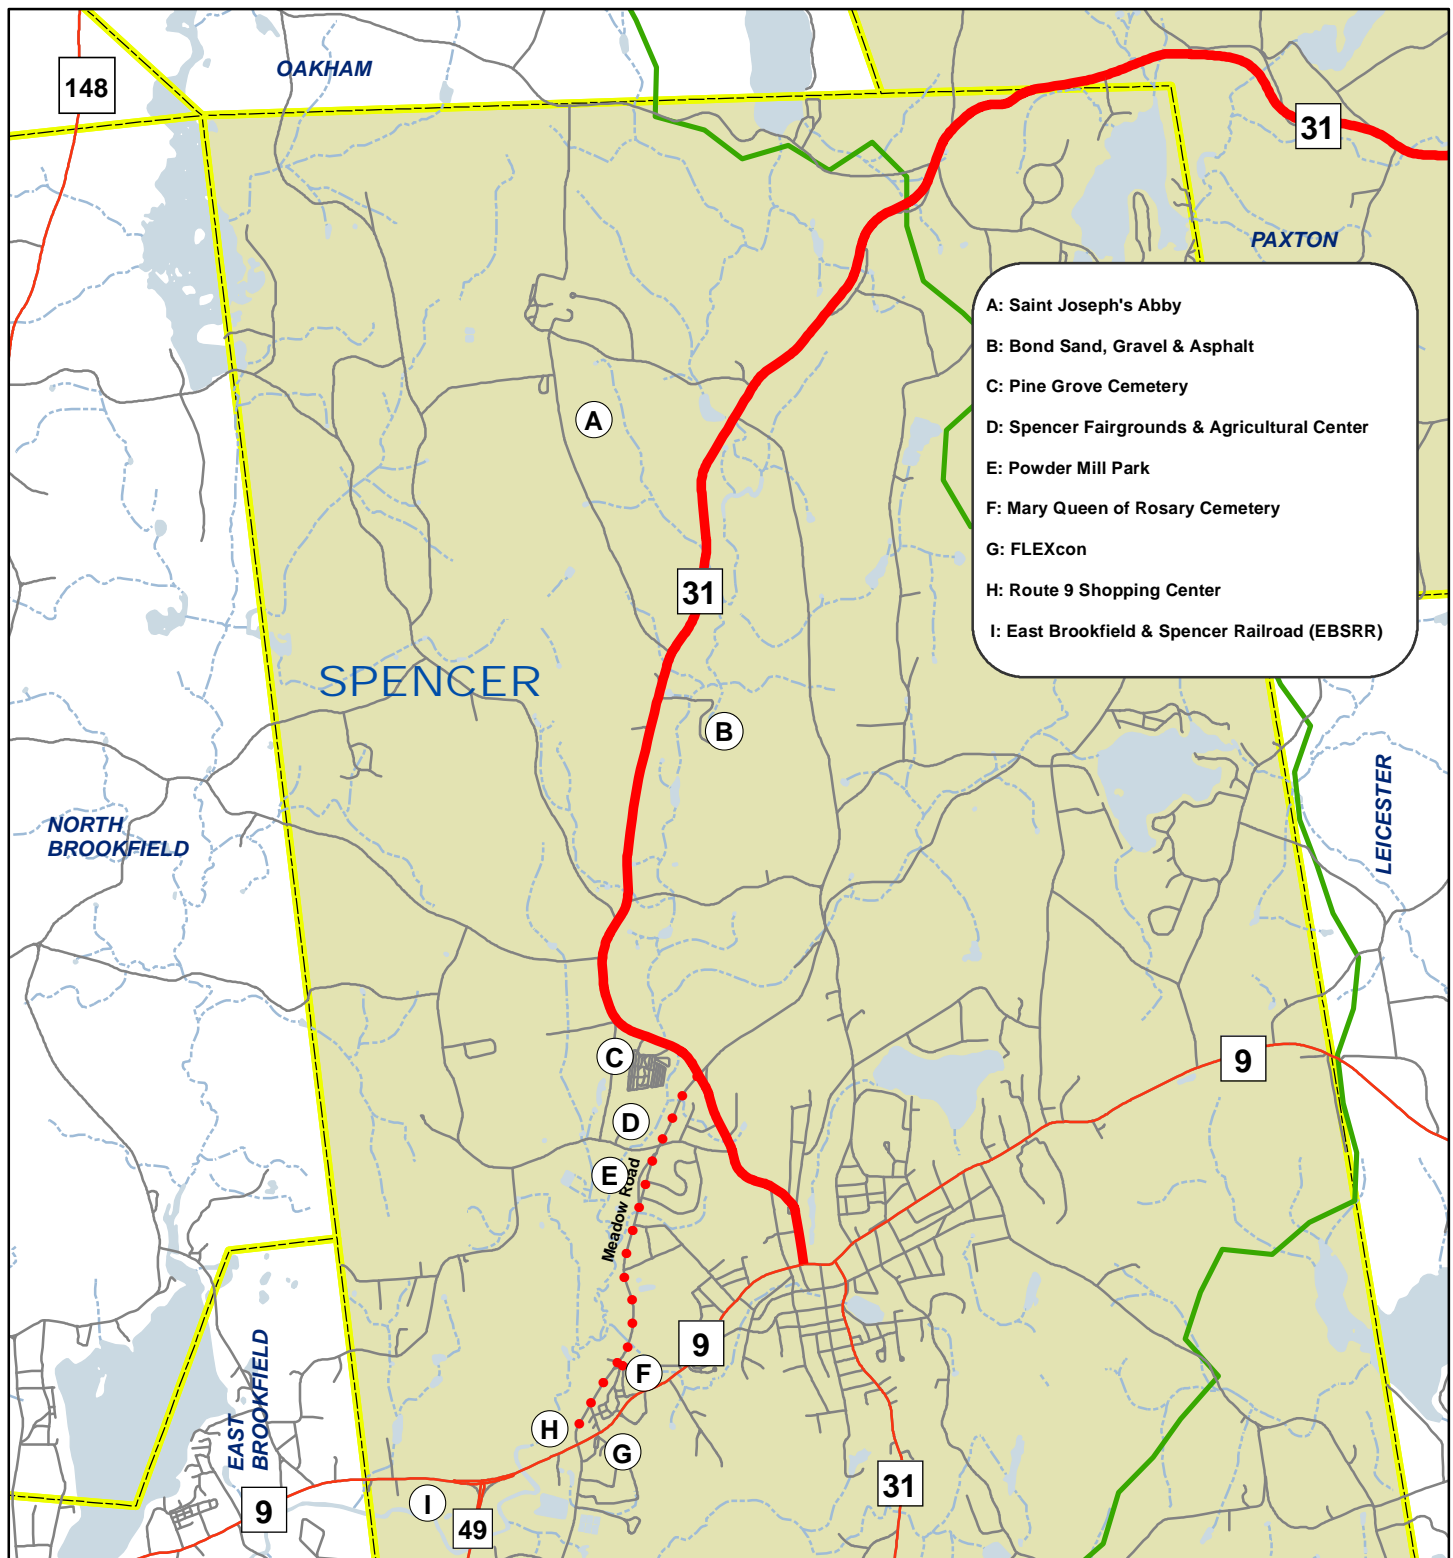 148
OAKHAM
31
PAXTON
A: Saint Joseph's Abby
B: Bond Sand, Gravel & Asphalt
C: Pine Grove Cemetery
D: Spencer Fairgrounds & Agricultural Center
E: Powder Mill Park
F: Mary Queen of Rosary Cemetery
G: FLEXcon
H: Route 9 Shopping Center
I: East Brookfield & Spencer Railroad (EBSRR)
A
31
SPENCER
B
NORTH
BROOKFIELD
LEICESTER
C
9
D
E
Meadow Road
9
F
EAST
BROOKFIELD
H
G
31
I
9
49